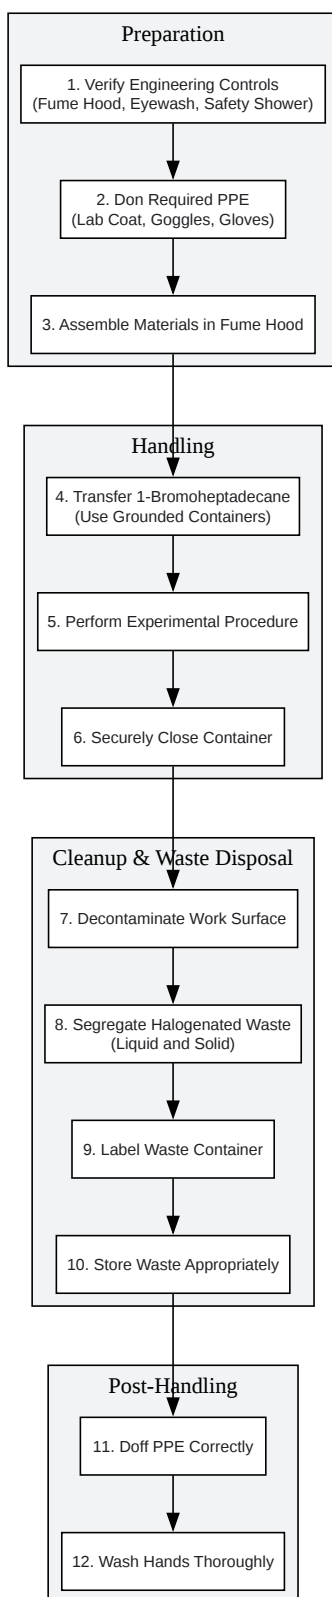 Preparation
1. Verify Engineering Controls
(Fume Hood, Eyewash, Safety Shower)
2. Don Required PPE
(Lab Coat, Goggles, Gloves)
3. Assemble Materials in Fume Hood
Handling
4. Transfer 1-Bromoheptadecane
(Use Grounded Containers)
5. Perform Experimental Procedure
6. Securely Close Container
Cleanup & Waste Disposal
7. Decontaminate Work Surface
8. Segregate Halogenated Waste
(Liquid and Solid)
9. Label Waste Container
10. Store Waste Appropriately
Post-Handling
11. Doff PPE Correctly
12. Wash Hands Thoroughly